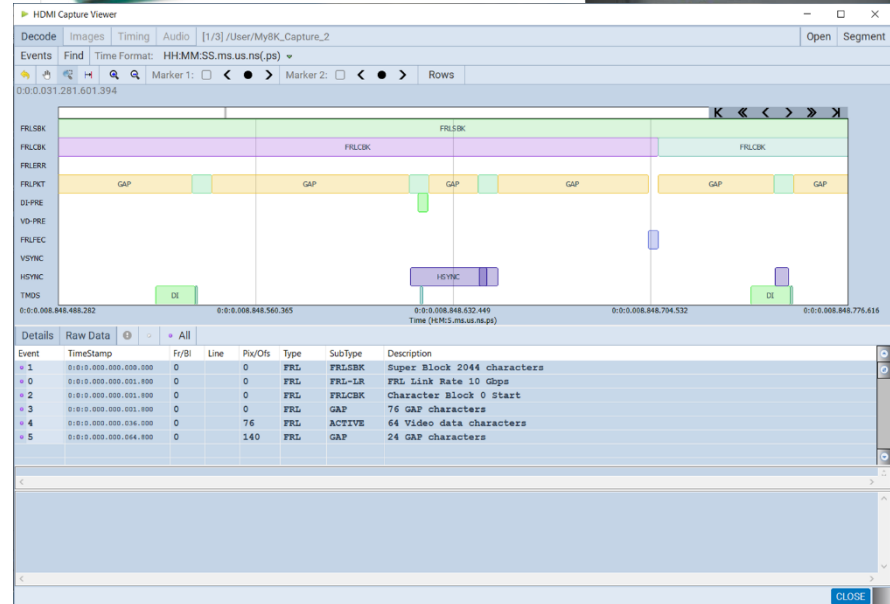 HDMI Capture Viewer
Decode Images Timing Audio [1/3] /User/My8K_Capture_2 Open Segment
Events Find Time Format: HH:MM:SS.ms.us.ns(.ps)
Marker 1: Marker 2: Rows
0:0:0.031.281.601.394
FRLSBK FRLSBK
FRLCBK FRLCBK FRLCBK
FRLERR
FRLPKT GAP GAP GAP GAP GAP GAP
DI-PRE
VD-PRE
FRLFEC
VSYNC
HSYNC HSYNC
TMDS DI DI
0:0:0.008.848.488.282 0:0:0.008.848.560.365 0:0:0.008.848.632.449 0:0:0.008.848.704.532 0:0:0.008.848.776.616
Time (H:M:S.ms.us.ns.ps)
Details Raw Data All
Event TimeStamp Fr/Bl Line Pix/Ofs Type SubType Description
1 0:0:0.000.000.000.000 0 0 FRL FRLSBK Super Block 2044 characters
0 0:0:0.000.000.001.800 0 0 FRL FRL-LR FRL Link Rate 10 Gbps
2 0:0:0.000.000.001.800 0 0 FRL FRLCBK Character Block 0 Start
3 0:0:0.000.000.001.800 0 0 FRL GAP 76 GAP characters
4 0:0:0.000.000.036.000 0 76 FRL ACTIVE 64 Video data characters
5 0:0:0.000.000.064.800 0 140 FRL GAP 24 GAP characters
CLOSE